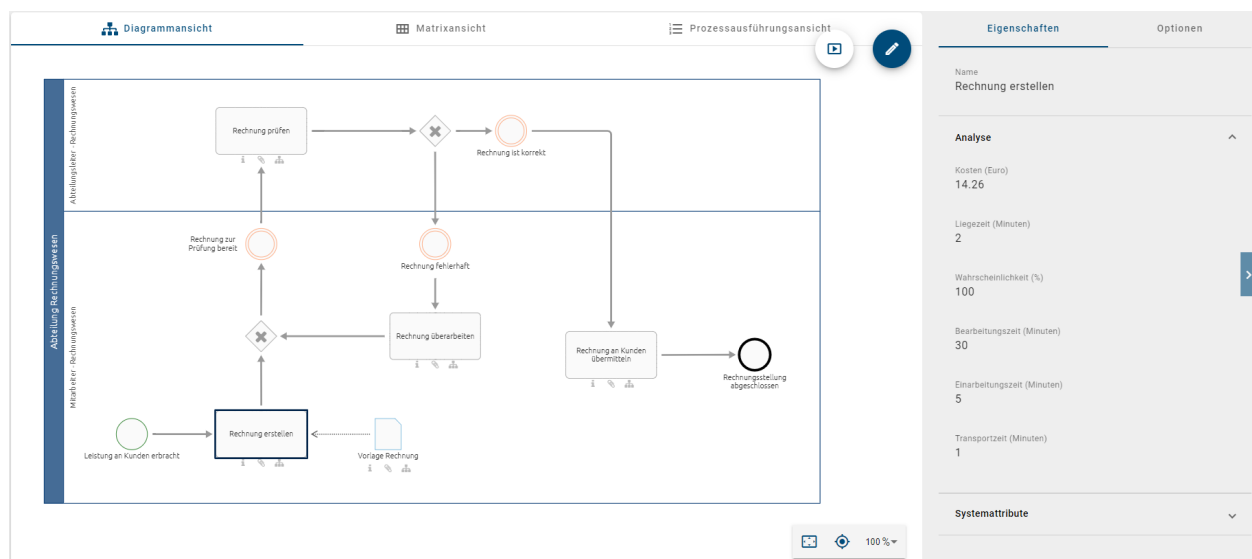 Diagrammansicht
Matrixansicht
Prozessausführungsansicht
Abteilung Rechnungswesen
Abteilungsleiter - Rechnungswesen
Rechnung prüfen
Rechnung ist korrekt
Mitarbeiter - Rechnungswesen
Rechnung zur
Prüfung bereit
Rechnung fehlerhaft
Rechnung überarbeiten
Rechnung an Kunden
übermitteln
Rechnungsstellung
abgeschlossen
Leistung an Kunden erbracht
Rechnung erstellen
Vorlage Rechnung
100 %
Eigenschaften
Optionen
Name
Rechnung erstellen
Analyse
Kosten (Euro)
14.26
Liegezeit (Minuten)
2
Wahrscheinlichkeit (%)
100
Bearbeitungszeit (Minuten)
30
Einarbeitungszeit (Minuten)
5
Transportzeit (Minuten)
1
Systemattribute